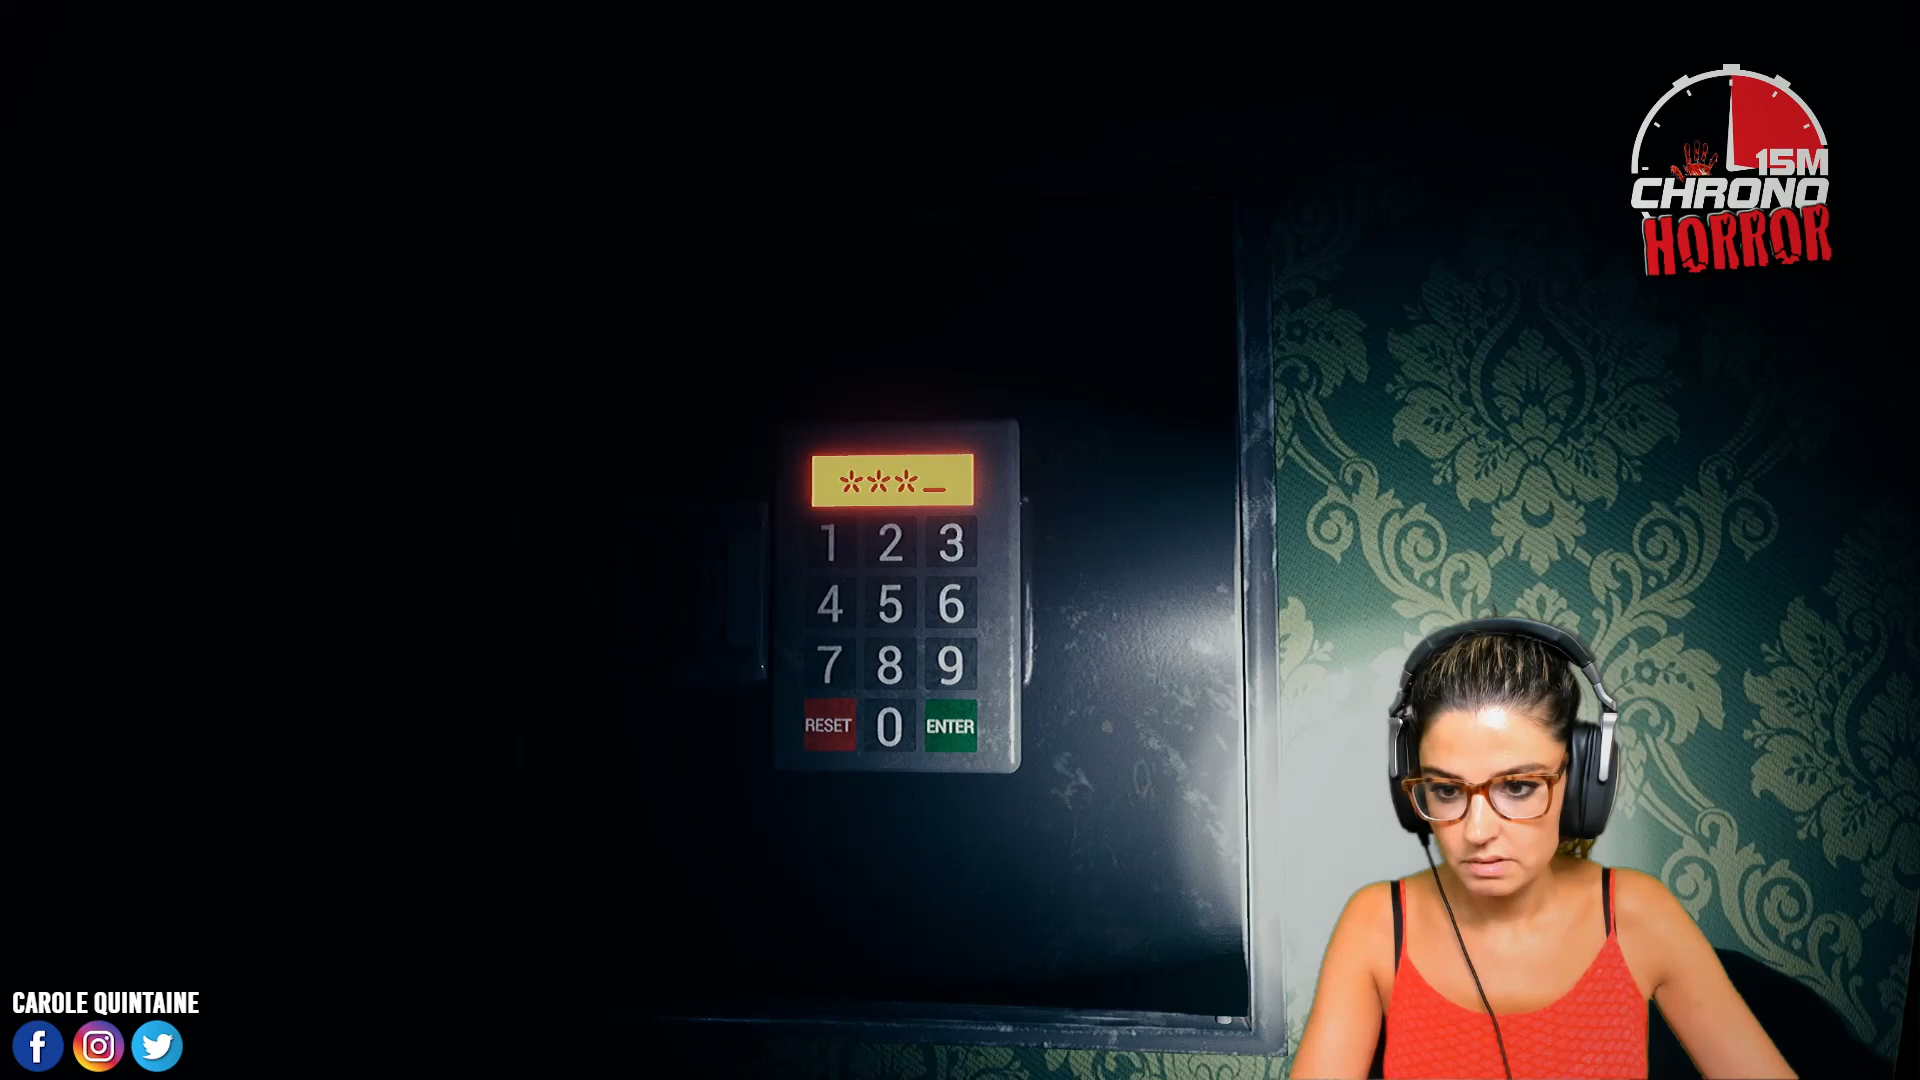 15M
CHRONO
HORROR
***_
1 2 3
4 5 6
7 8 9
RESET 0 ENTER
CAROLE QUINTAINE